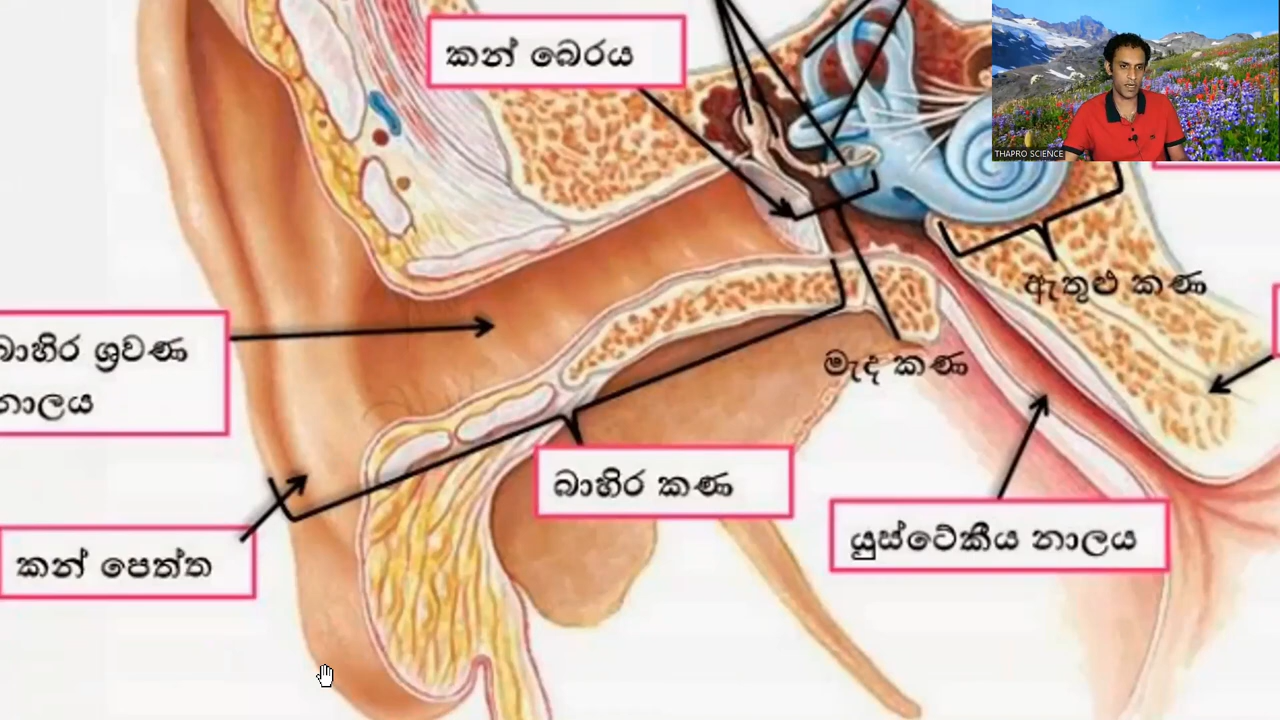 කන් බෙරය
THAPRO SCIENCE
ඇතුළු කණ
බාහිර ශ්‍රවණ
නාලය
මැද කණ
බාහිර කණ
යුස්ටේකීය නාලය
කන් පෙත්ත